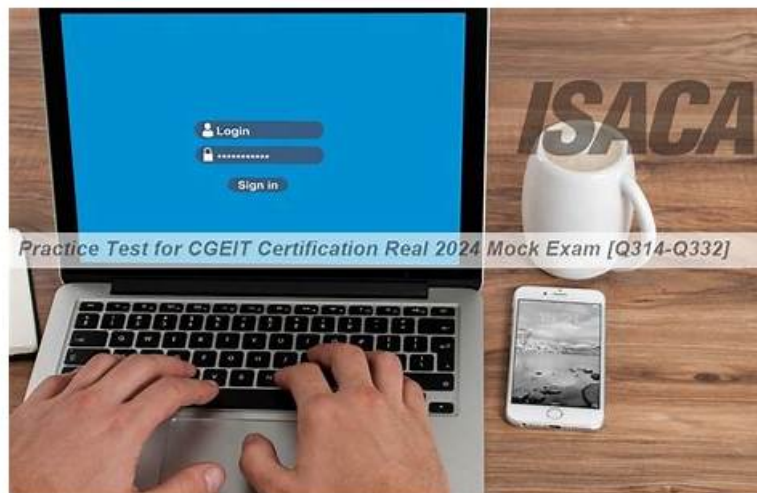 ISACA
Login
Sign in
Practice Test for CGEIT Certification Real 2024 Mock Exam [Q314-Q332]